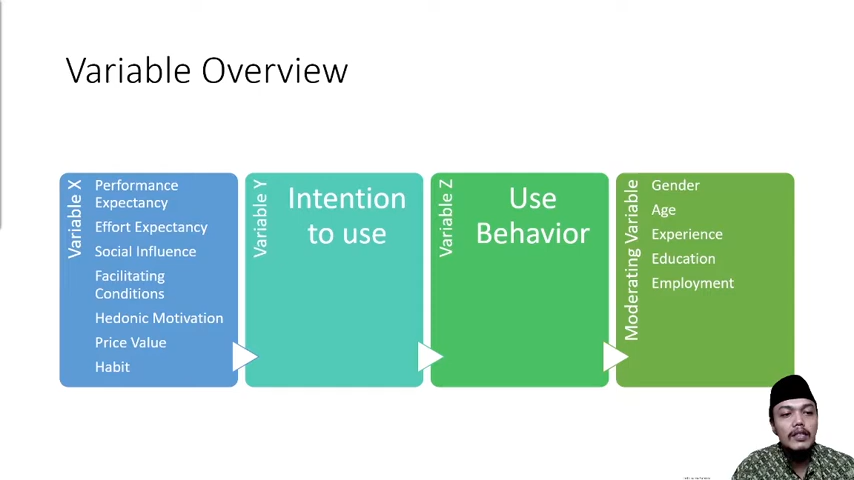 Variable Overview
Variable X
Performance
Expectancy
Effort Expectancy
Social Influence
Facilitating
Conditions
Hedonic Motivation
Price Value
Habit
Variable Y
Intention
to use
Variable Z
Use
Behavior
Moderating Variable
Gender
Age
Experience
Education
Employment